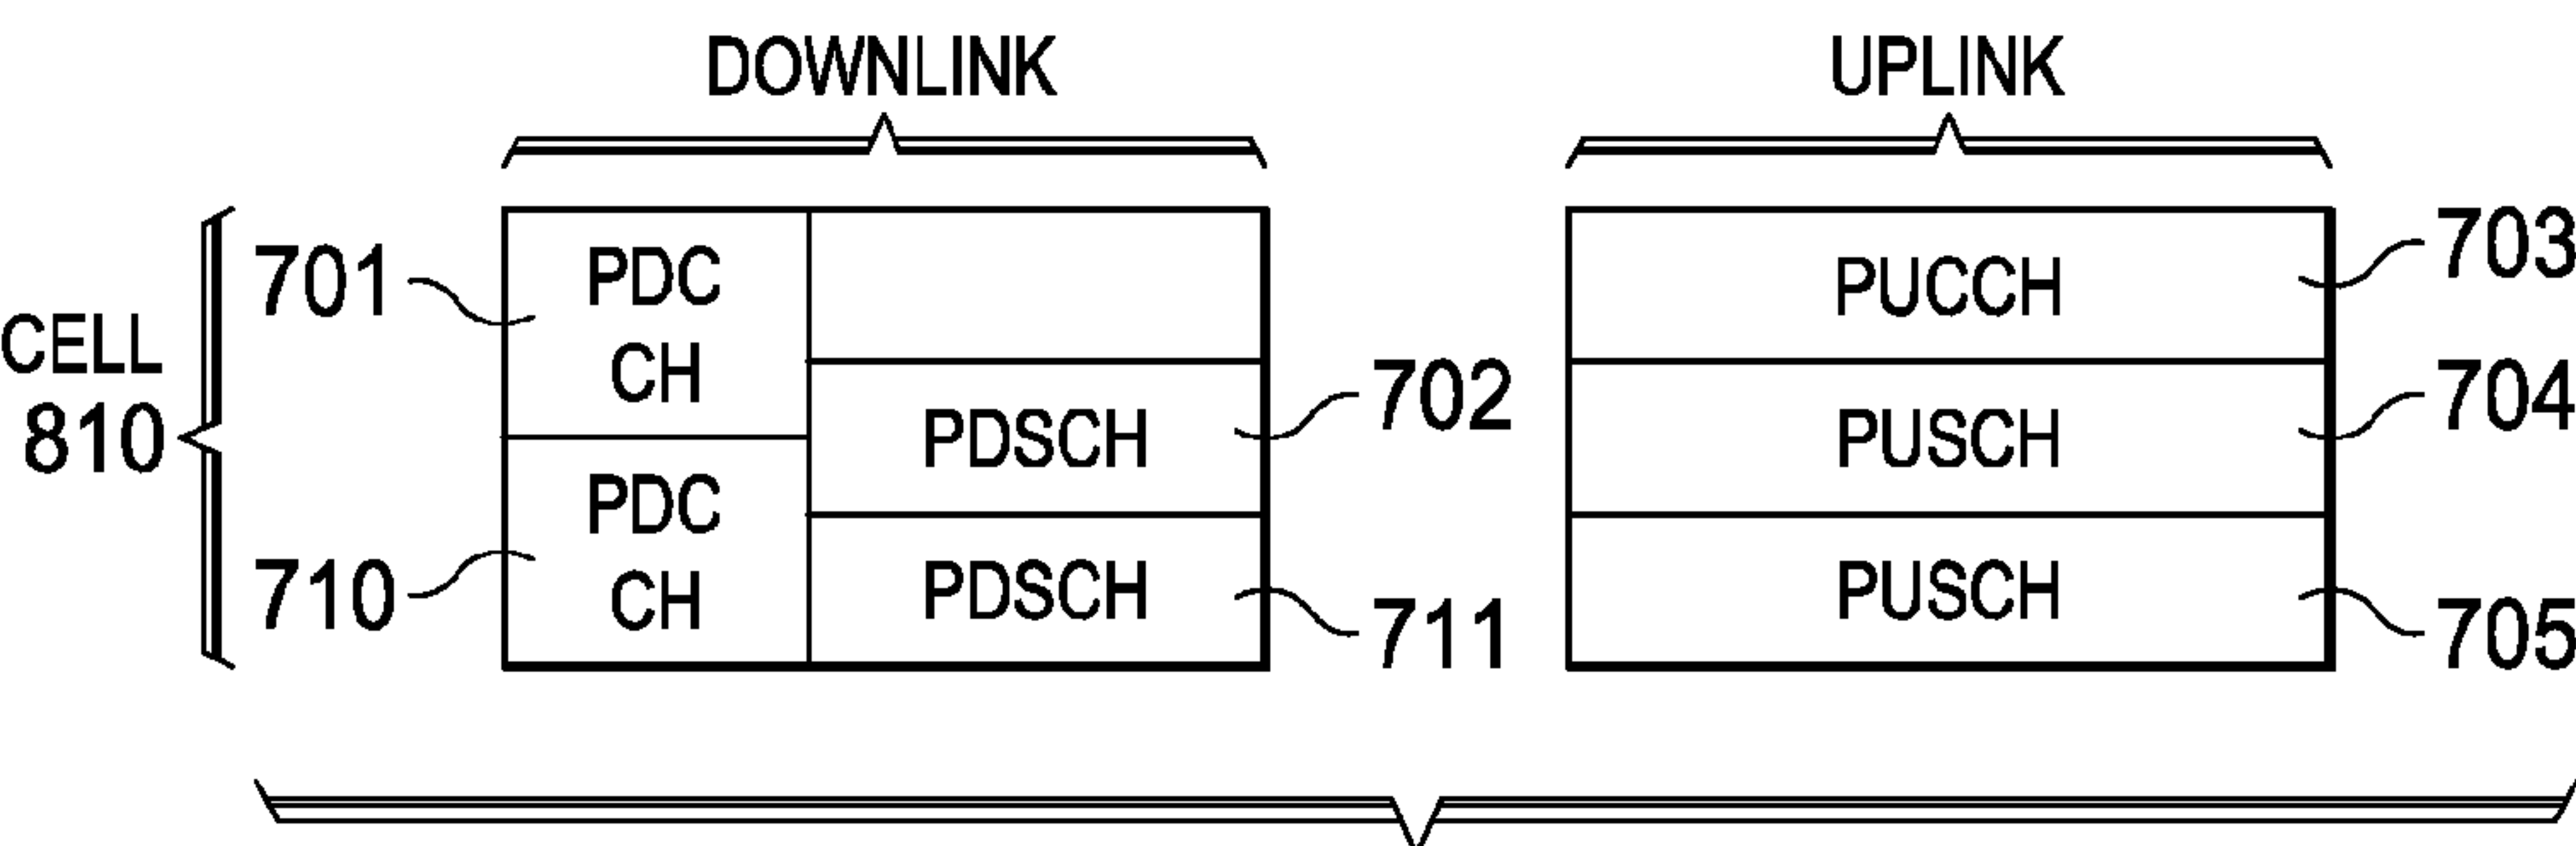 DOWNLINK
UPLINK
CELL
810
701
PDC
CH
710
PDC
CH
PDSCH
702
PDSCH
711
PUCCH
703
PUSCH
704
PUSCH
705